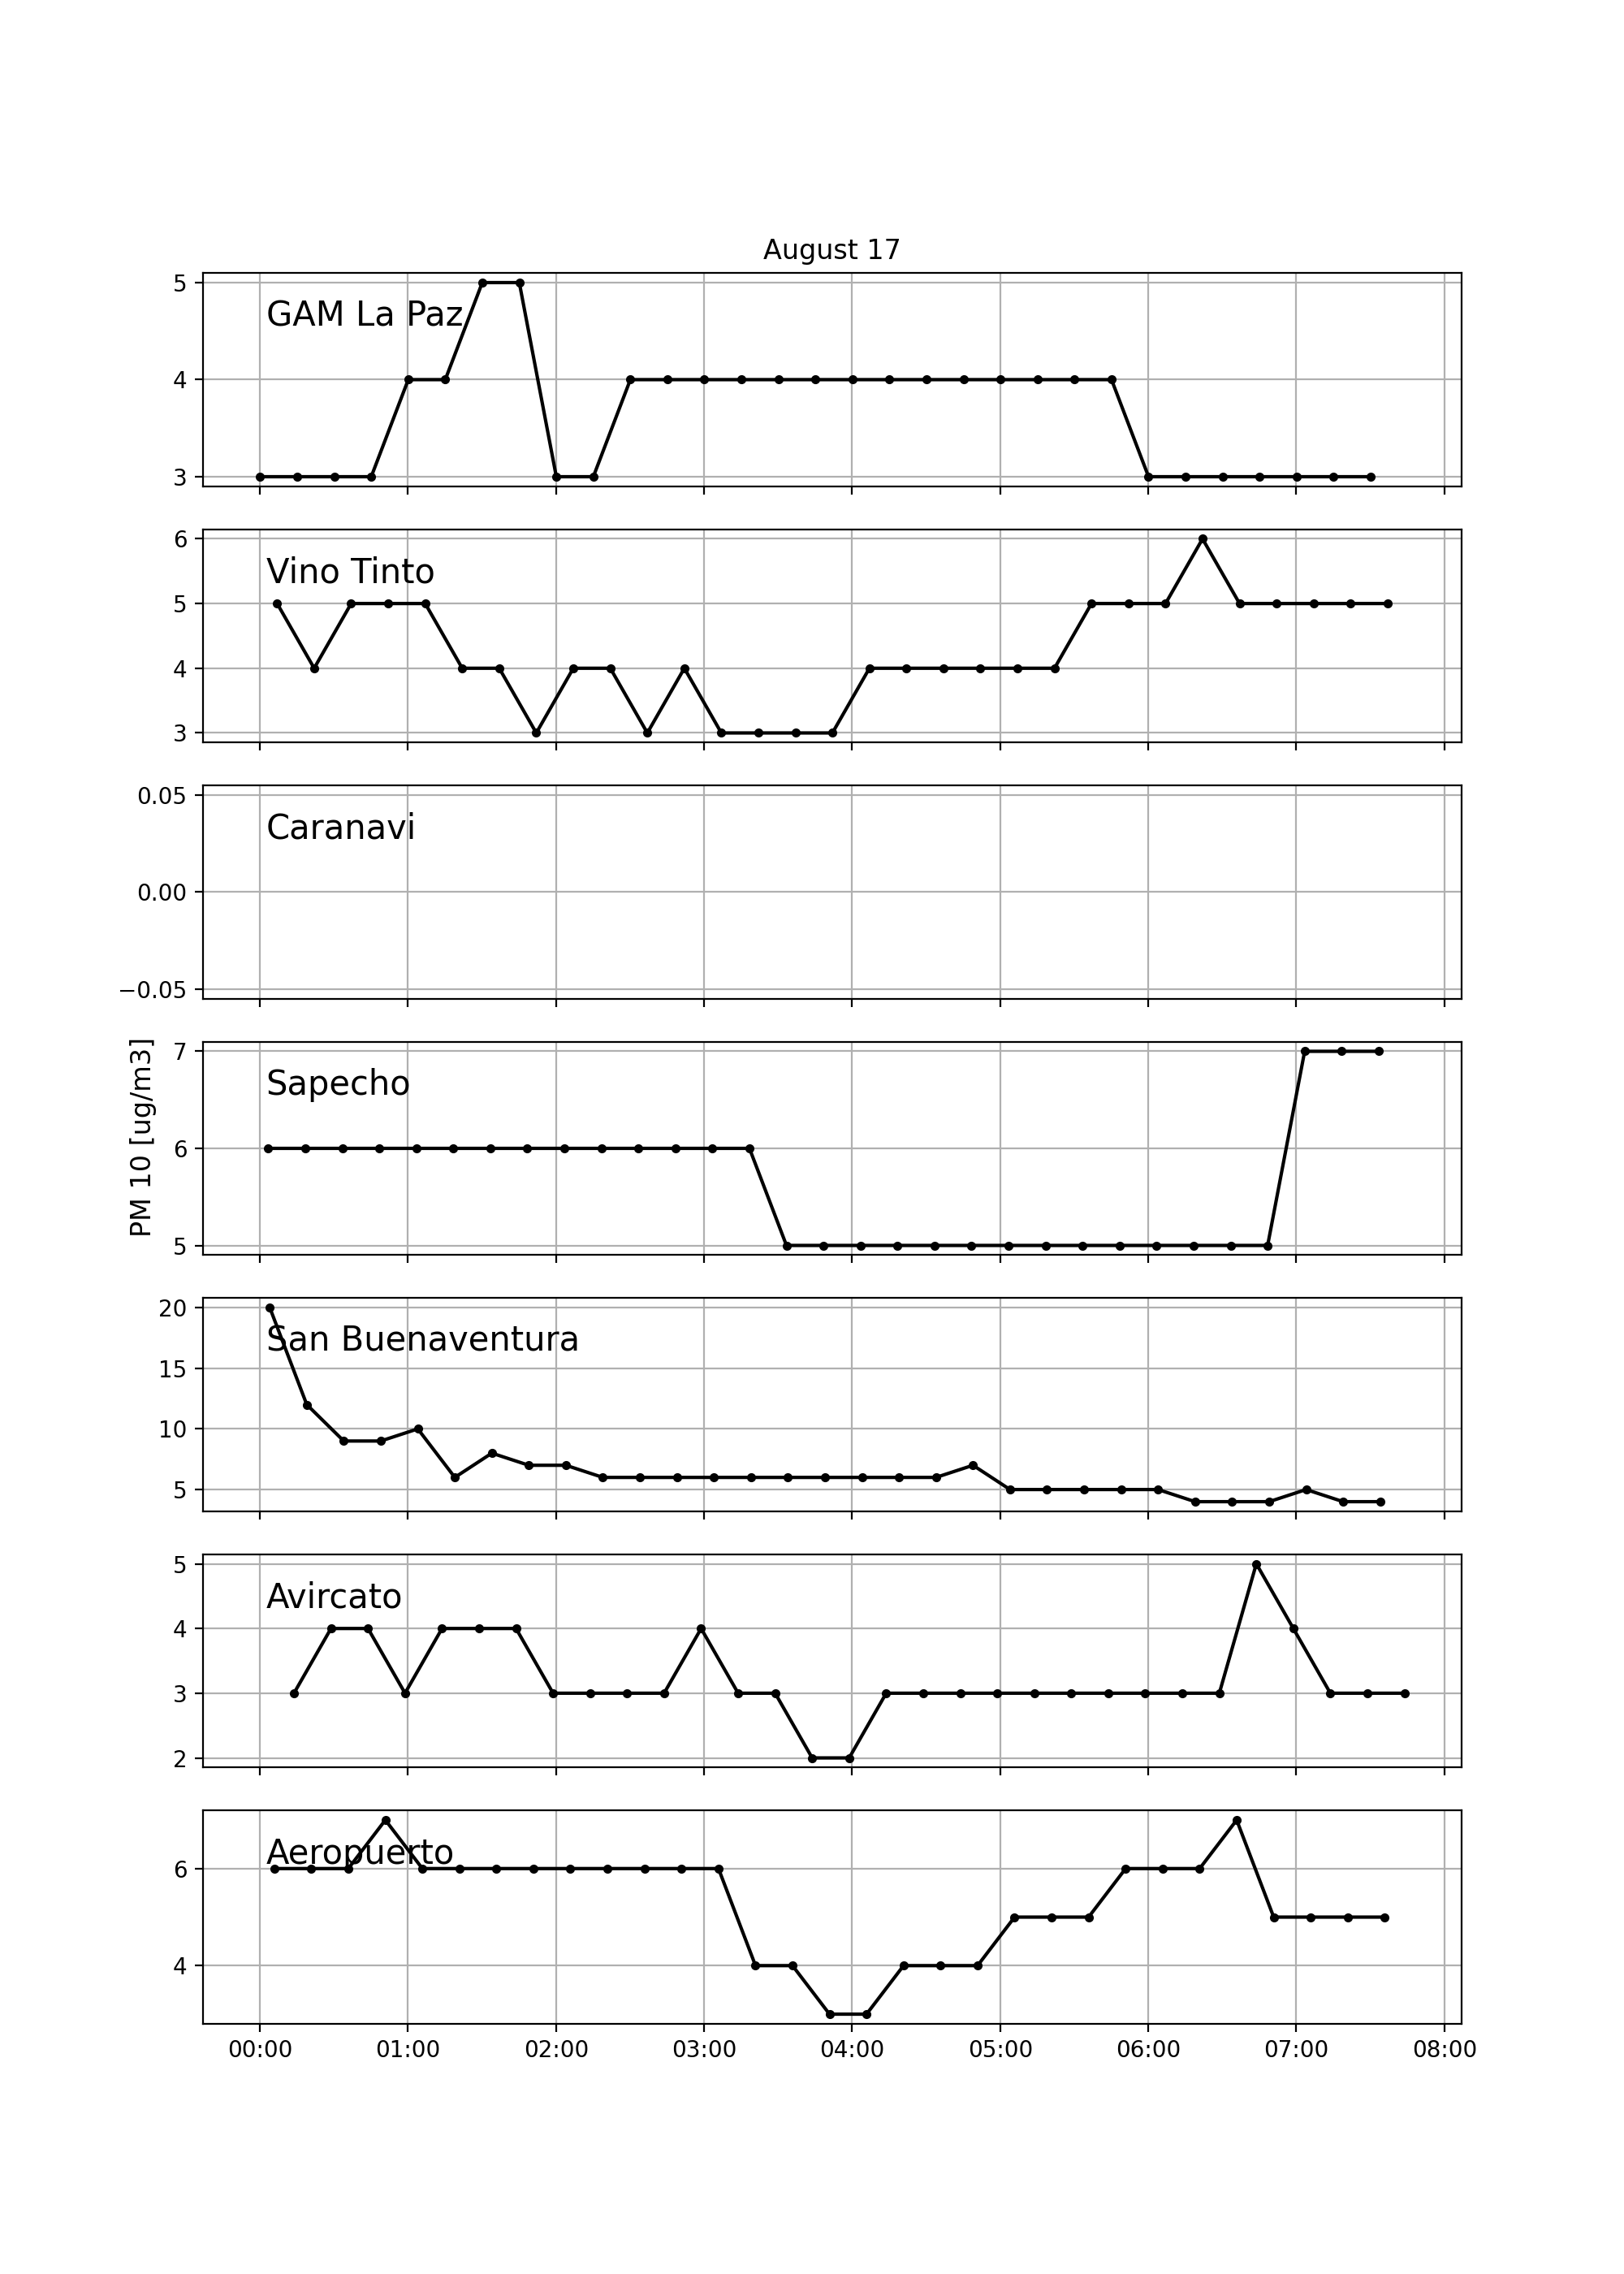 August 17
5
GAM La Paz
4
3
6
Vino Tinto
5
4
3
0.05
Caranavi
0.00
−0.05
PM 10 [ug/m3]
7
Sapecho
6
5
20
San Buenaventura
15
10
5
5
Avircato
4
3
2
Aeropuerto
6
4
00:00 01:00 02:00 03:00 04:00 05:00 06:00 07:00 08:00